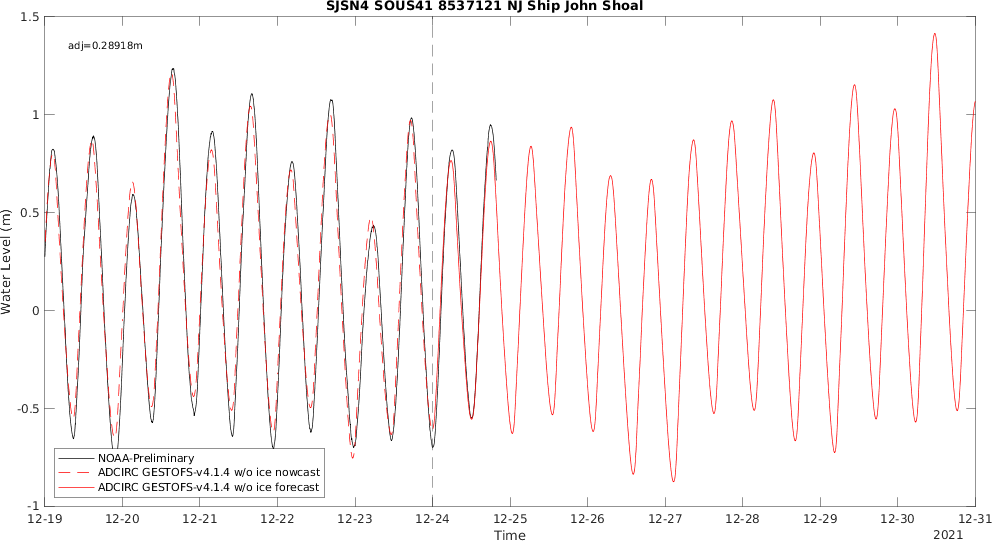 SJSN4 SOUS41 8537121 NJ Ship John Shoal
adj=0.28918m
Water Level (m)
1.5
1
0.5
0
-0.5
-1
NOAA-Preliminary
ADCIRC GESTOFS-v4.1.4 w/o ice nowcast
ADCIRC GESTOFS-v4.1.4 w/o ice forecast
12-19 12-20 12-21 12-22 12-23 12-24 12-25 12-26 12-27 12-28 12-29 12-30 12-31
Time
2021